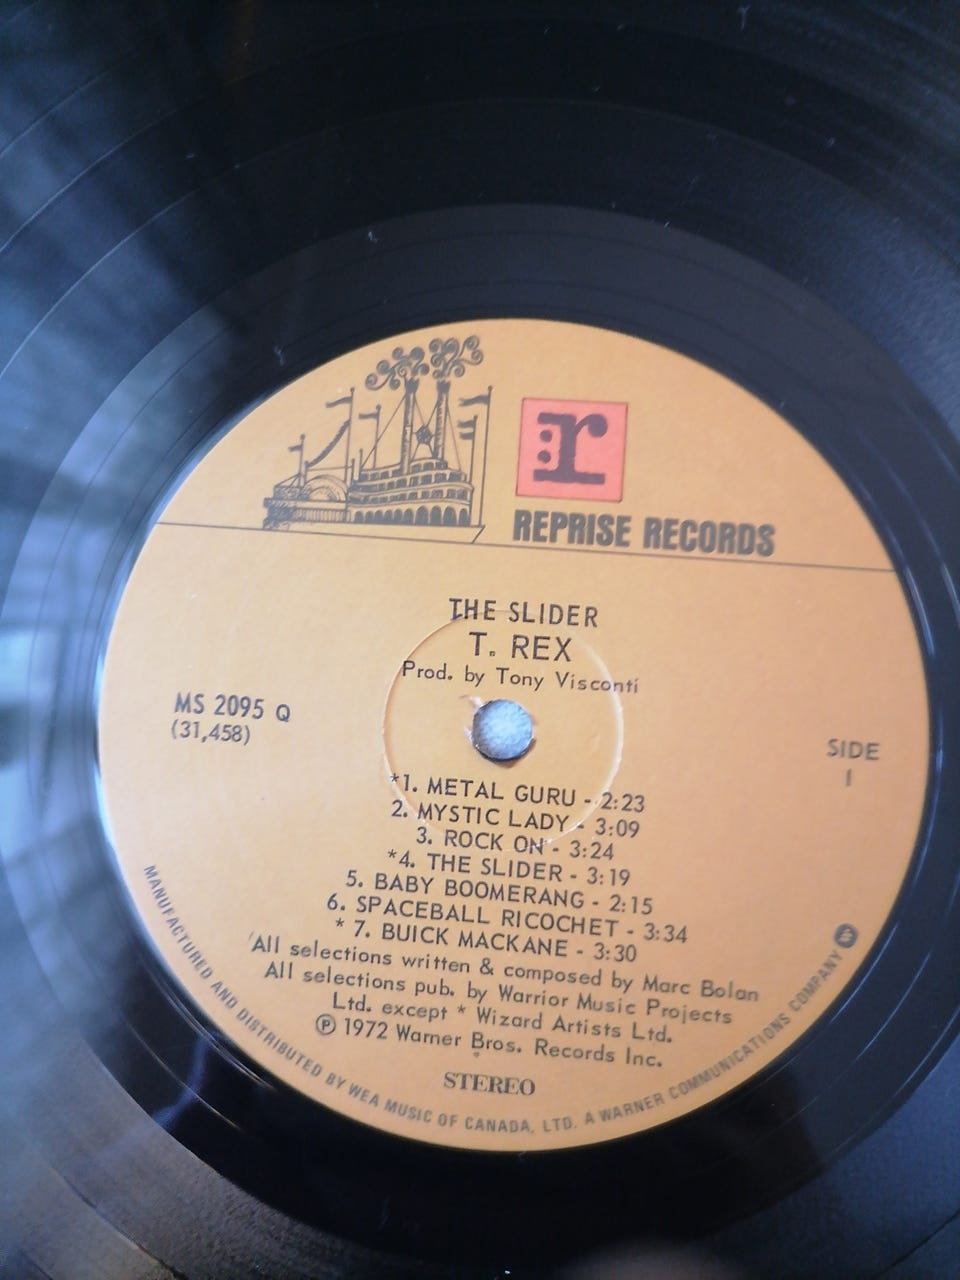 r:
REPRISE RECORDS
THE SLIDER
T. REX
Prod. by Tony Visconti
MS 2095 Q
(31,458)
SIDE
1
*1. METAL GURU - 2:23
2. MYSTIC LADY - 3:09
3. ROCK ON - 3:24
*4. THE SLIDER - 3:19
5. BABY BOOMERANG - 2:15
6. SPACEBALL RICOCHET - 3:34
* 7. BUICK MACKANE - 3:30
All selections written & composed by Marc Bolan
All selections pub. by Warrior Music Projects
Ltd. except * Wizard Artists Ltd.
℗ 1972 Warner Bros. Records Inc.
STEREO
MANUFACTURED AND DISTRIBUTED BY WEA MUSIC OF CANADA, LTD. A WARNER COMMUNICATIONS COMPANY